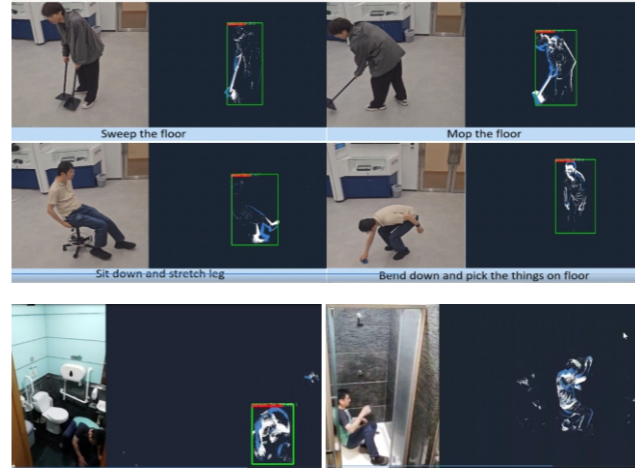 Sweep the floor
Mop the floor
Sit down and stretch leg
Bend down and pick the things on floor